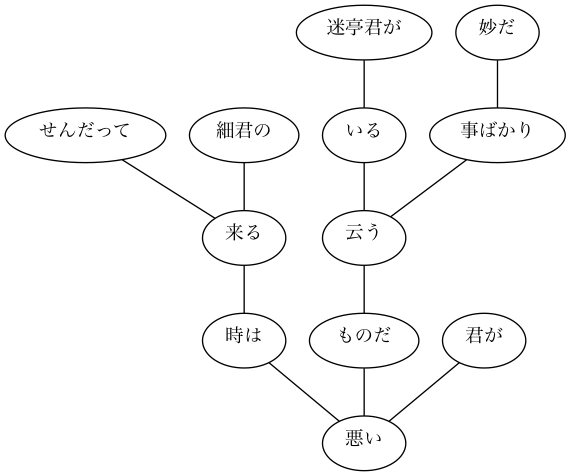 迷亭君が
妙だ
せんだって
細君の
いる
事ばかり
来る
云う
時は
ものだ
君が
悪い